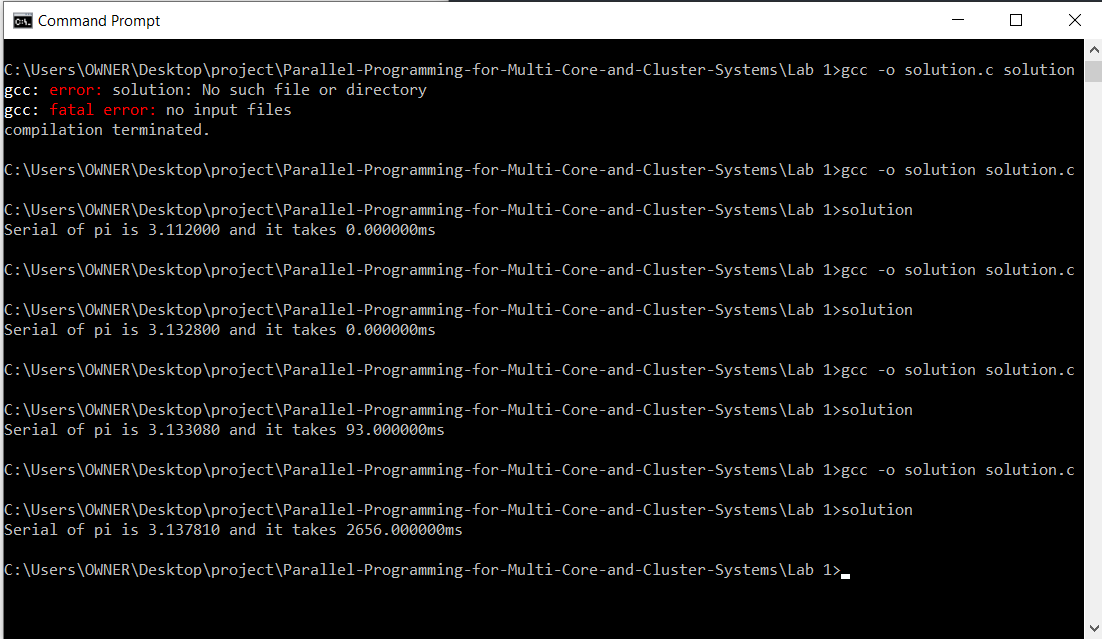 Command Prompt
C:\Users\OWNER\Desktop\project\Parallel-Programming-for-Multi-Core-and-Cluster-Systems\Lab 1>gcc -o solution.c solution
gcc: error: solution: No such file or directory
gcc: fatal error: no input files
compilation terminated.
C:\Users\OWNER\Desktop\project\Parallel-Programming-for-Multi-Core-and-Cluster-Systems\Lab 1>gcc -o solution solution.c
C:\Users\OWNER\Desktop\project\Parallel-Programming-for-Multi-Core-and-Cluster-Systems\Lab 1>solution
Serial of pi is 3.112000 and it takes 0.000000ms
C:\Users\OWNER\Desktop\project\Parallel-Programming-for-Multi-Core-and-Cluster-Systems\Lab 1>gcc -o solution solution.c
C:\Users\OWNER\Desktop\project\Parallel-Programming-for-Multi-Core-and-Cluster-Systems\Lab 1>solution
Serial of pi is 3.132800 and it takes 0.000000ms
C:\Users\OWNER\Desktop\project\Parallel-Programming-for-Multi-Core-and-Cluster-Systems\Lab 1>gcc -o solution solution.c
C:\Users\OWNER\Desktop\project\Parallel-Programming-for-Multi-Core-and-Cluster-Systems\Lab 1>solution
Serial of pi is 3.133080 and it takes 93.000000ms
C:\Users\OWNER\Desktop\project\Parallel-Programming-for-Multi-Core-and-Cluster-Systems\Lab 1>gcc -o solution solution.c
C:\Users\OWNER\Desktop\project\Parallel-Programming-for-Multi-Core-and-Cluster-Systems\Lab 1>solution
Serial of pi is 3.137810 and it takes 2656.000000ms
C:\Users\OWNER\Desktop\project\Parallel-Programming-for-Multi-Core-and-Cluster-Systems\Lab 1>